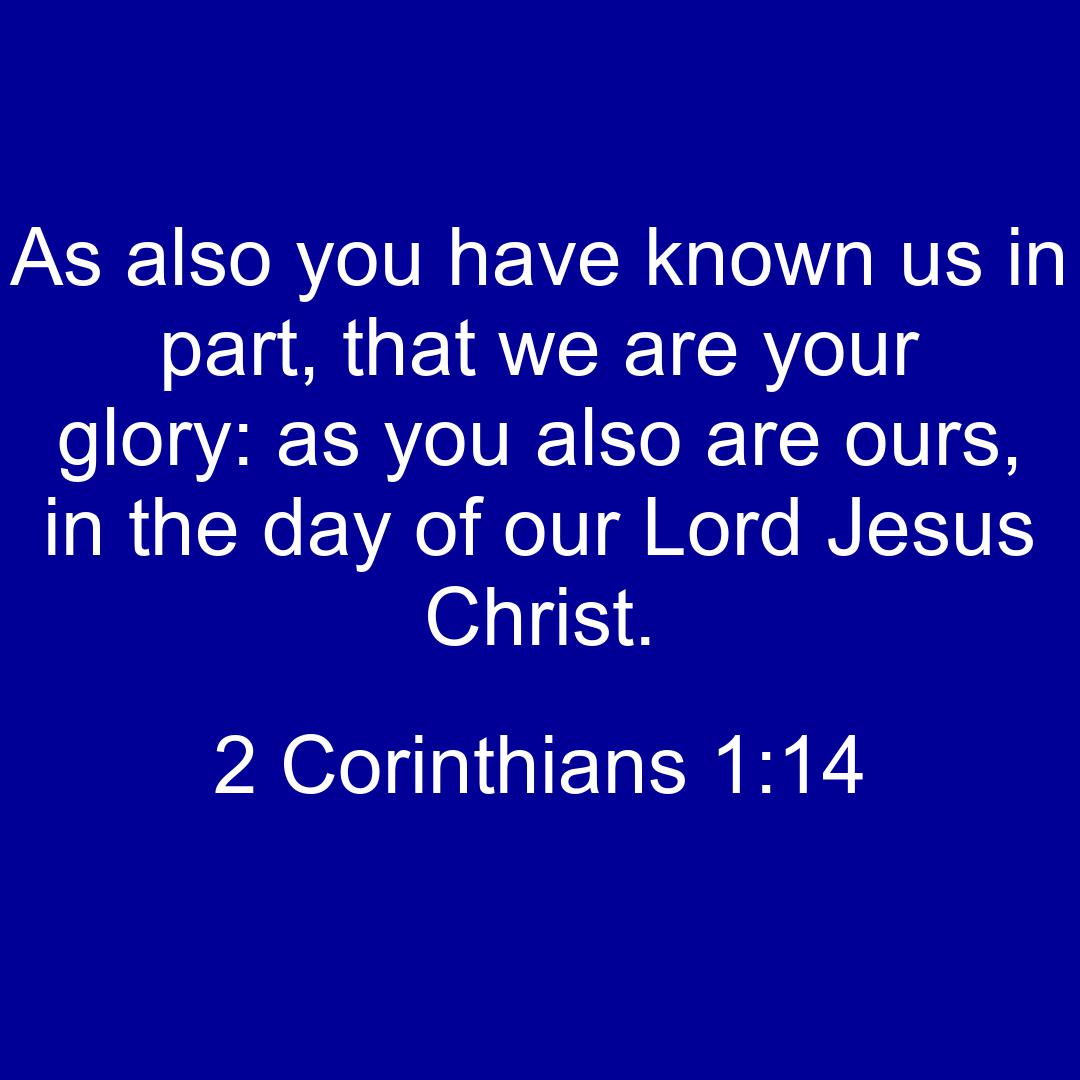 As also you have known us in
part, that we are your
glory: as you also are ours,
in the day of our Lord Jesus
Christ.
2 Corinthians 1:14